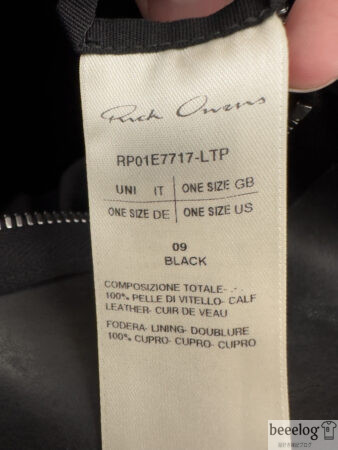 Rick Owens
RP01E7717-LTP
UNI IT ONE SIZE GB
ONE SIZE DE ONE SIZE US
09
BLACK
COMPOSIZIONE TOTALE- .-.
100% PELLE DI VITELLO- CALF
LEATHER- CUIR DE VEAU
FODERA- LINING- DOUBLURE
100% CUPRO- CUPRO- CUPRO
beeelog